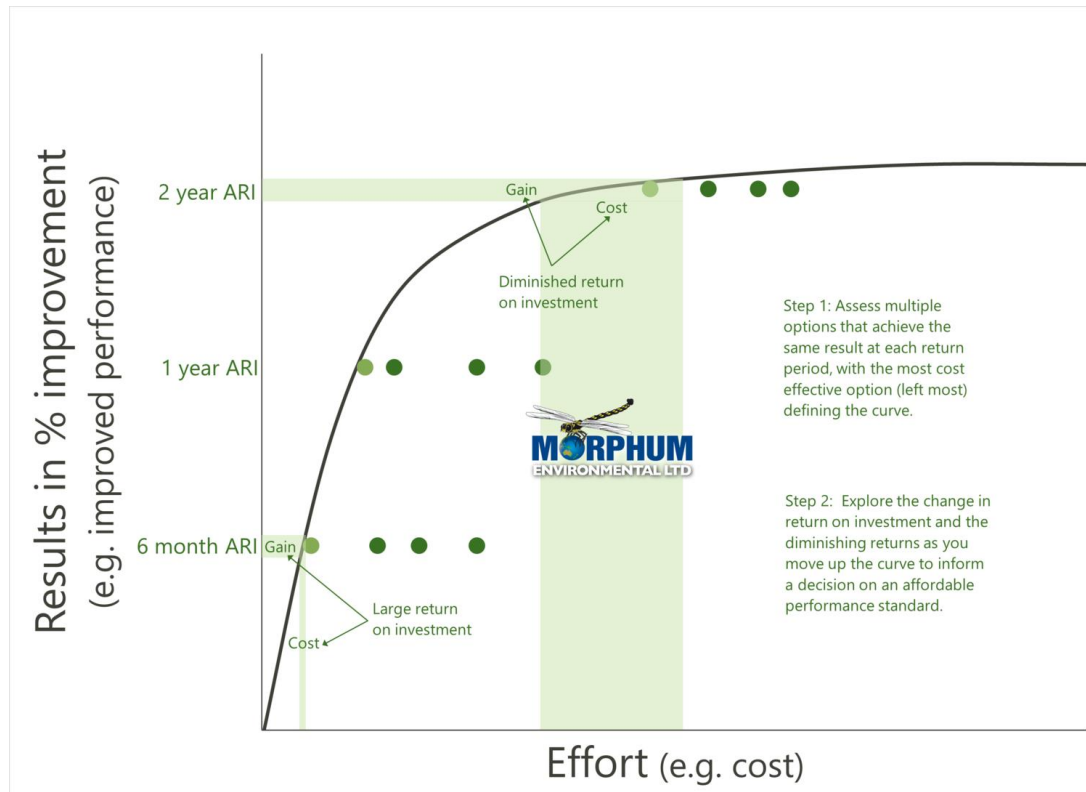 Results in % improvement
(e.g. improved performance)
2 year ARI
Gain
Cost
Diminished return
on investment
Step 1: Assess multiple
options that achieve the
same result at each return
period, with the most cost
effective option (left most)
defining the curve.
1 year ARI
MORPHUM
ENVIRONMENTAL LTD
Step 2:  Explore the change in
return on investment and the
diminishing returns as you
move up the curve to inform
a decision on an affordable
performance standard.
6 month ARI
Gain
Large return
on investment
Cost
Effort (e.g. cost)